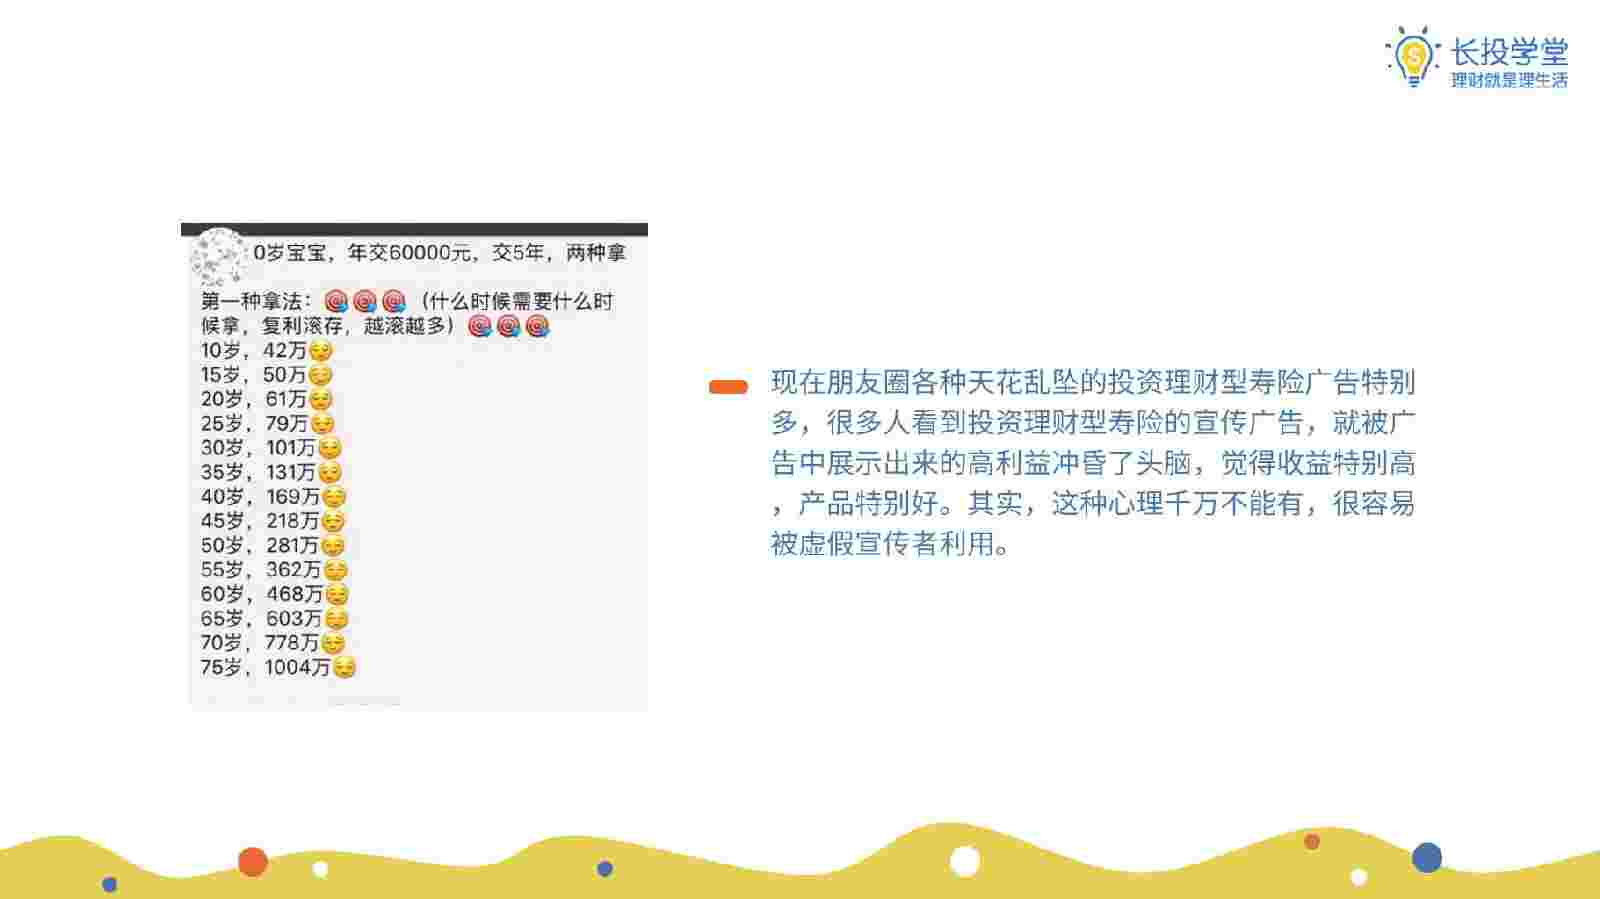 长投学堂
理财就是理生活
0岁宝宝，年交60000元，交5年，两种拿
第一种拿法：🎯🎯🎯（什么时候需要什么时
候拿，复利滚存，越滚越多）🎯🎯🎯
10岁，42万😌
15岁，50万😌
20岁，61万😌
25岁，79万😌
30岁，101万😌
35岁，131万😌
40岁，169万😌
45岁，218万😌
50岁，281万😌
55岁，362万😌
60岁，468万😌
65岁，603万😌
70岁，778万😌
75岁，1004万😌
现在朋友圈各种天花乱坠的投资理财型寿险广告特别
多，很多人看到投资理财型寿险的宣传广告，就被广
告中展示出来的高利益冲昏了头脑，觉得收益特别高
，产品特别好。其实，这种心理千万不能有，很容易
被虚假宣传者利用。